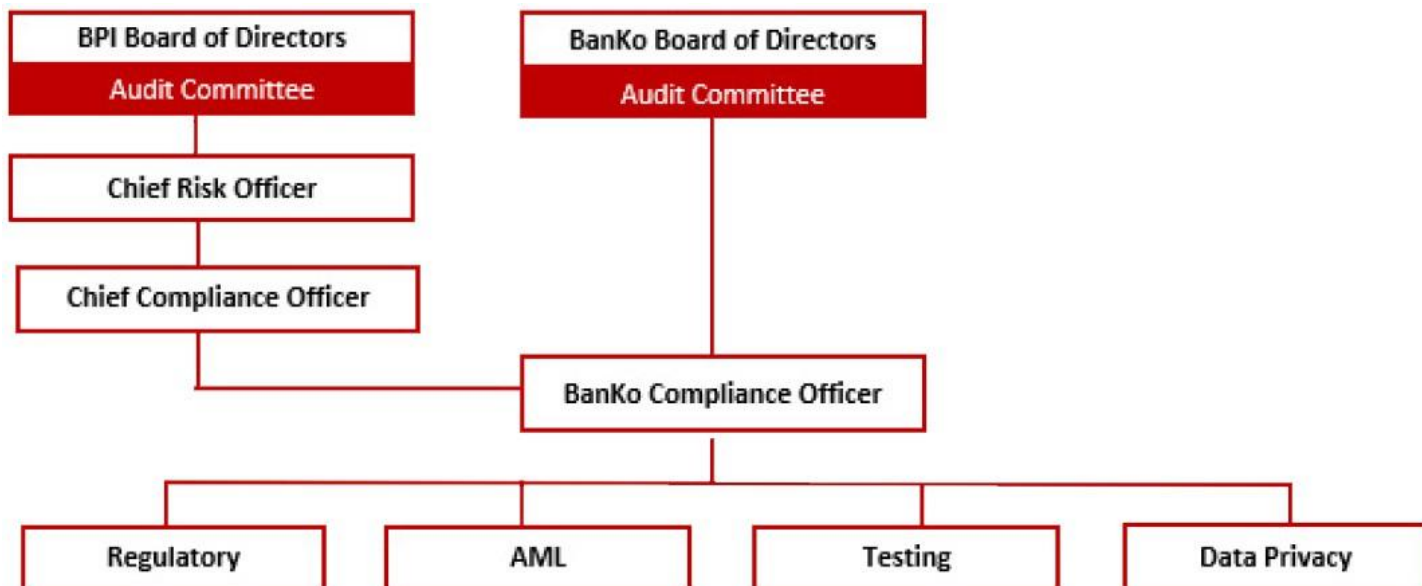 BPI Board of Directors
Audit Committee
BanKo Board of Directors
Audit Committee
Chief Risk Officer
Chief Compliance Officer
BanKo Compliance Officer
Regulatory
AML
Testing
Data Privacy